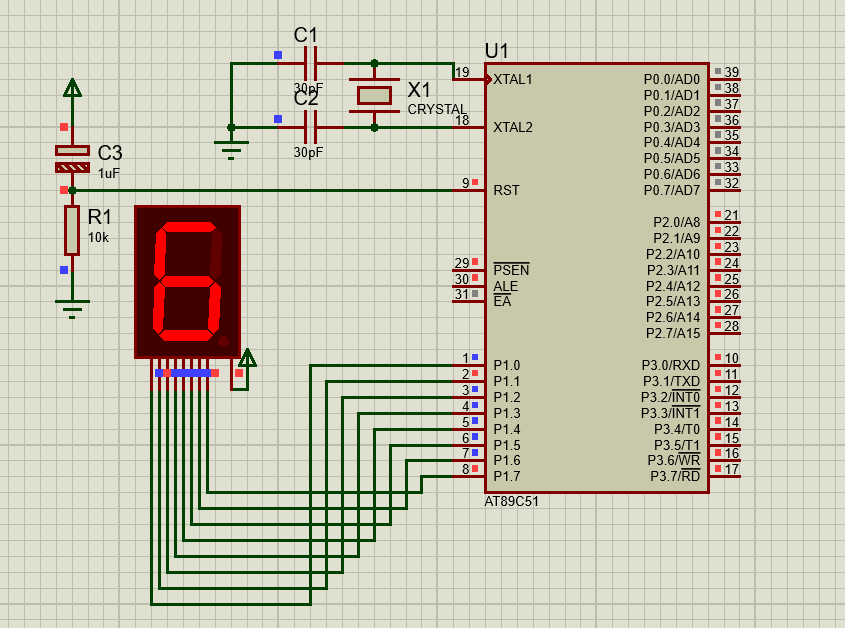 C1
30pF
C2
30pF
X1
CRYSTAL
C3
1uF
R1
10k
U1
19 XTAL1
18 XTAL2
9 RST
29 PSEN
30 ALE
31 EA
1 P1.0
2 P1.1
3 P1.2
4 P1.3
5 P1.4
6 P1.5
7 P1.6
8 P1.7
P0.0/AD0 39
P0.1/AD1 38
P0.2/AD2 37
P0.3/AD3 36
P0.4/AD4 35
P0.5/AD5 34
P0.6/AD6 33
P0.7/AD7 32
P2.0/A8 21
P2.1/A9 22
P2.2/A10 23
P2.3/A11 24
P2.4/A12 25
P2.5/A13 26
P2.6/A14 27
P2.7/A15 28
P3.0/RXD 10
P3.1/TXD 11
P3.2/INT0 12
P3.3/INT1 13
P3.4/T0 14
P3.5/T1 15
P3.6/WR 16
P3.7/RD 17
AT89C51
6